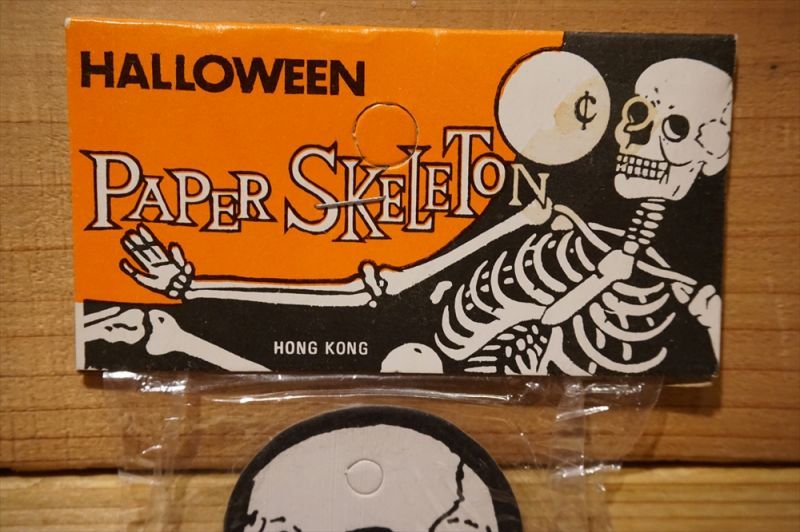 HALLOWEEN
¢
PAPER SKELETON
HONG KONG